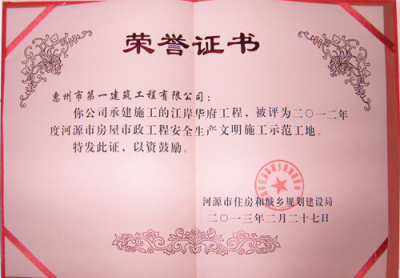 荣誉证书
惠州市第一建筑工程有限公司：
你公司承建施工的江岸华府工程，被评为二〇一二年
度河源市房屋市政工程安全生产文明施工示范工地。
特发此证，以资鼓励。
河源市住房和城乡规划建设局
二〇一三年二月二十七日